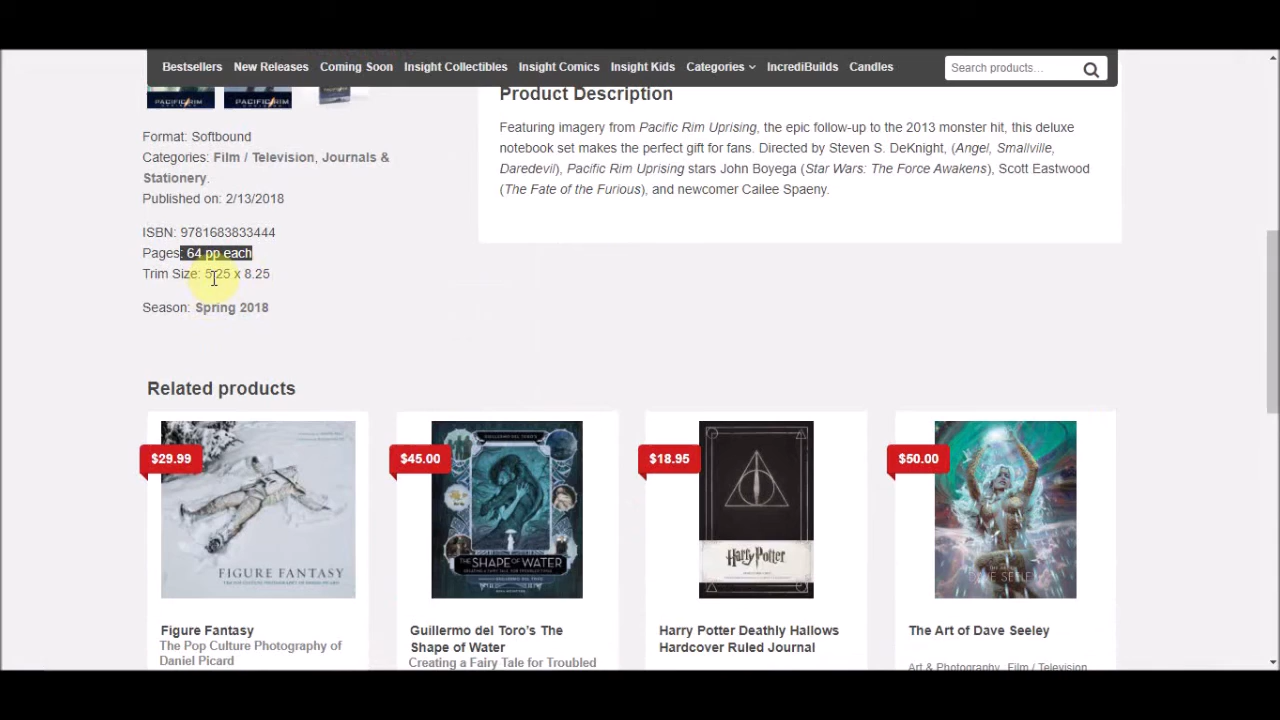 Bestsellers New Releases Coming Soon Insight Collectibles Insight Comics Insight Kids Categories IncrediBuilds Candles Search products...
PACIFIC RIM PACIFIC RIM
Format: Softbound
Categories: Film / Television, Journals &
Stationery.
Published on: 2/13/2018
ISBN: 9781683833444
Pages: 64 pp each
Trim Size: 5.25 x 8.25
Season: Spring 2018
Product Description
Featuring imagery from Pacific Rim Uprising, the epic follow-up to the 2013 monster hit, this deluxe
notebook set makes the perfect gift for fans. Directed by Steven S. DeKnight, (Angel, Smallville,
Daredevil), Pacific Rim Uprising stars John Boyega (Star Wars: The Force Awakens), Scott Eastwood
(The Fate of the Furious), and newcomer Cailee Spaeny.
Related products
$29.99
FIGURE FANTASY
Figure Fantasy
The Pop Culture Photography of
Daniel Picard
$45.00
GUILLERMO DEL TORO'S
THE SHAPE OF WATER
Guillermo del Toro's The
Shape of Water
Creating a Fairy Tale for Troubled
$18.95
Harry Potter
Harry Potter Deathly Hallows
Hardcover Ruled Journal
$50.00
The Art of Dave Seeley
Art & Photography, Film / Television